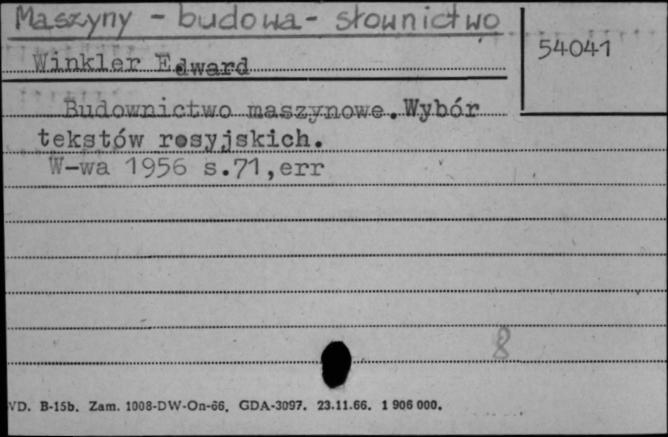 Maszyny - budowa - słownictwo
54041
Winkler Edward
Budownictwo maszynowe. Wybór
tekstów rosyjskich.
W-wa 1956 s.71,err
8
VD. B-15b. Zam. 1008-DW-On-66. GDA-3097. 23.11.66. 1 906 000.